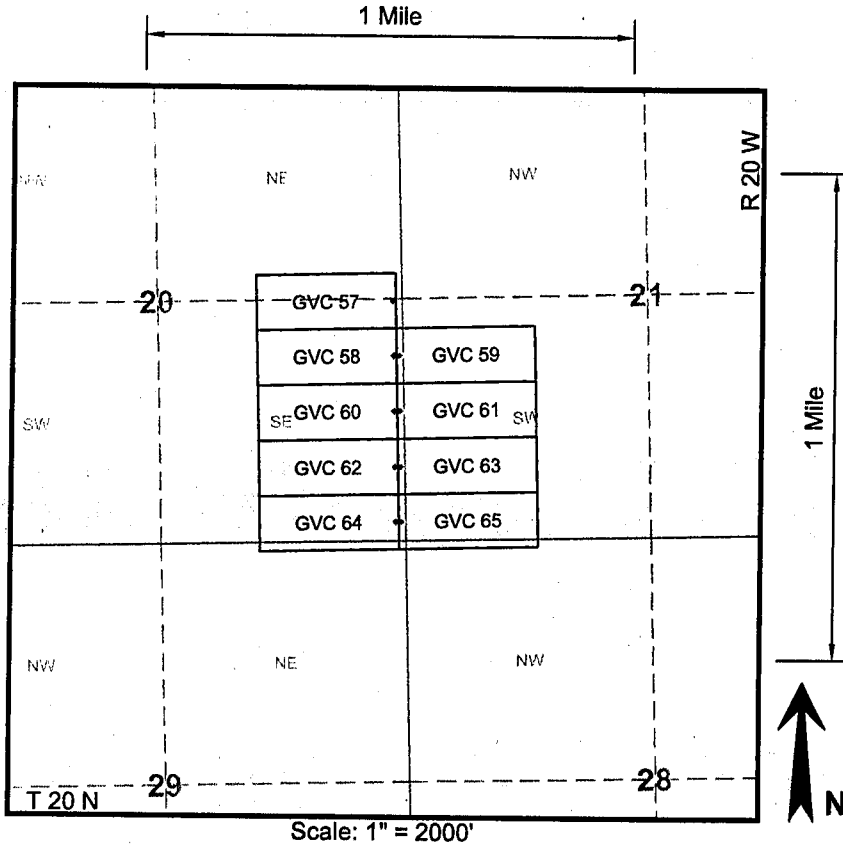 1 Mile
R 20 W
NE
NW
20
GVC 57
21
GVC 58
GVC 59
1 Mile
SW
SE
GVC 60
GVC 61
SW
GVC 62
GVC 63
GVC 64
GVC 65
NW
NE
NW
29
28
T 20 N
N
Scale: 1" = 2000'